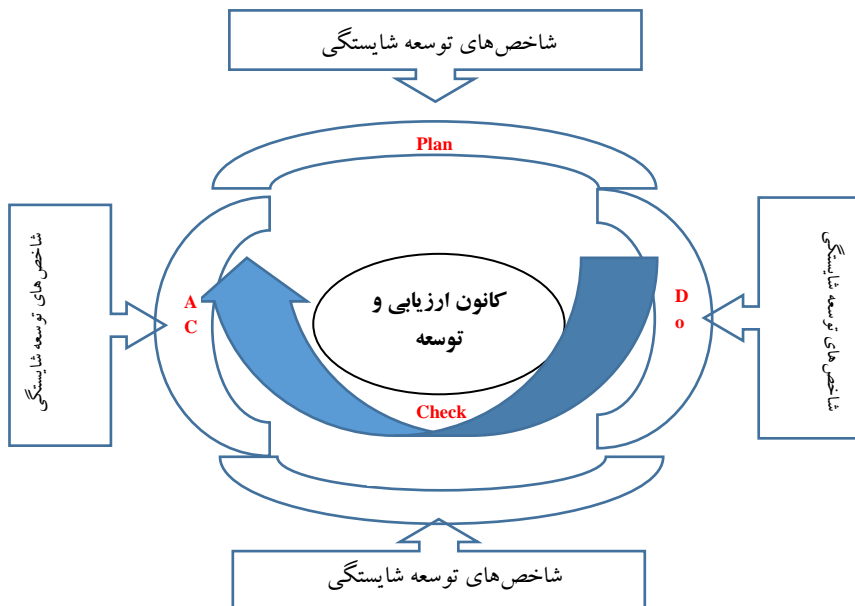 شاخص‌های توسعه شایستگی
Plan
شاخص‌های توسعه شایستگی
A
C
کانون ارزیابی و
توسعه
D
o
شاخص‌های توسعه شایستگی
Check
شاخص‌های توسعه شایستگی